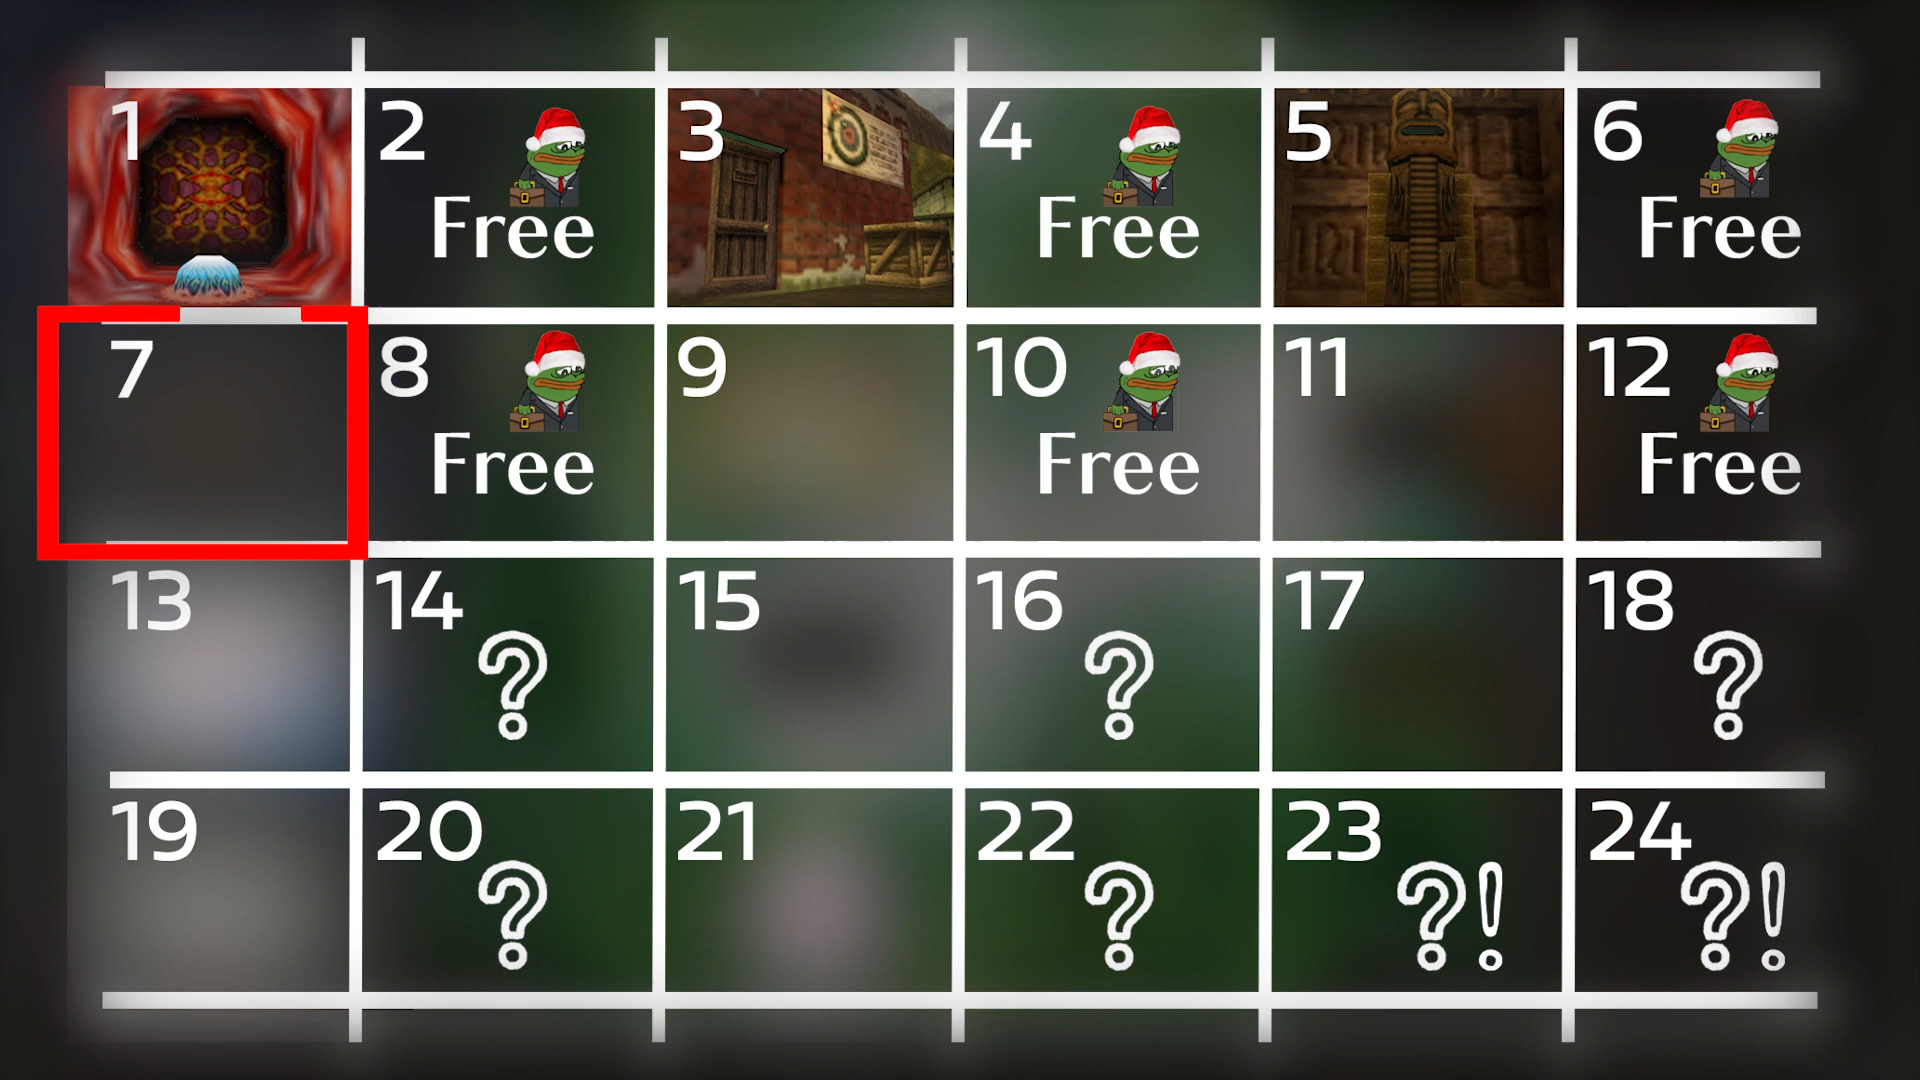 1 2 3 4 5 6
Free Free Free
7 8 9 10 11 12
Free Free Free
13 14 15 16 17 18
? ? ?
19 20 21 22 23 24
? ? ?! ?!